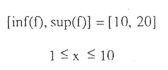 [inf(f), sup(f)] = [10, 20]
1 ≤ x ≤ 10